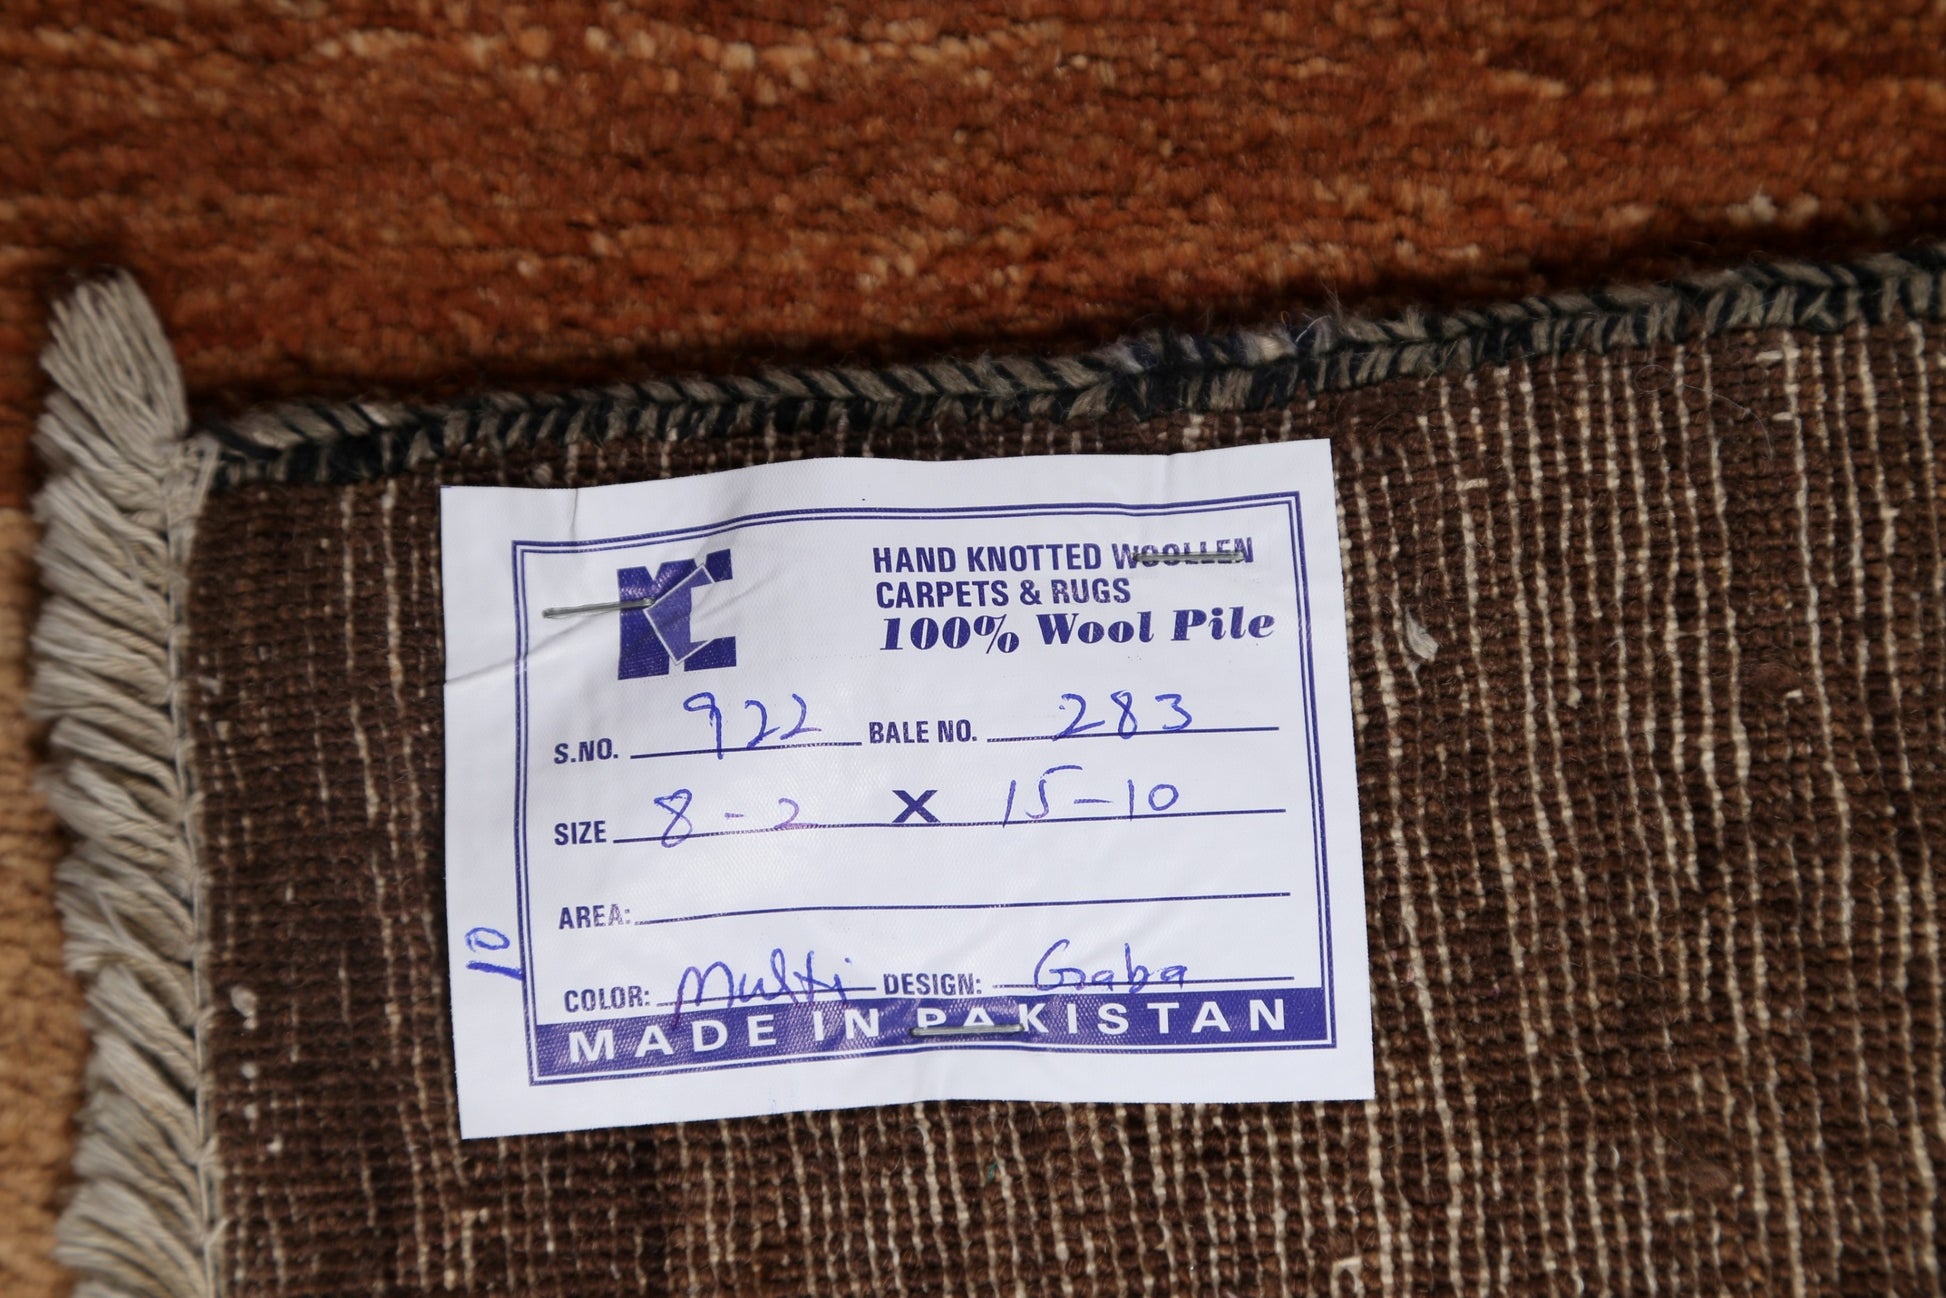 HAND KNOTTED WOOLLEN
CARPETS & RUGS
100% Wool Pile
S.NO. 922 BALE NO. 283
SIZE 8-2 X 15-10
AREA:
10
COLOR: Multi DESIGN: Gaba
MADE IN PAKISTAN